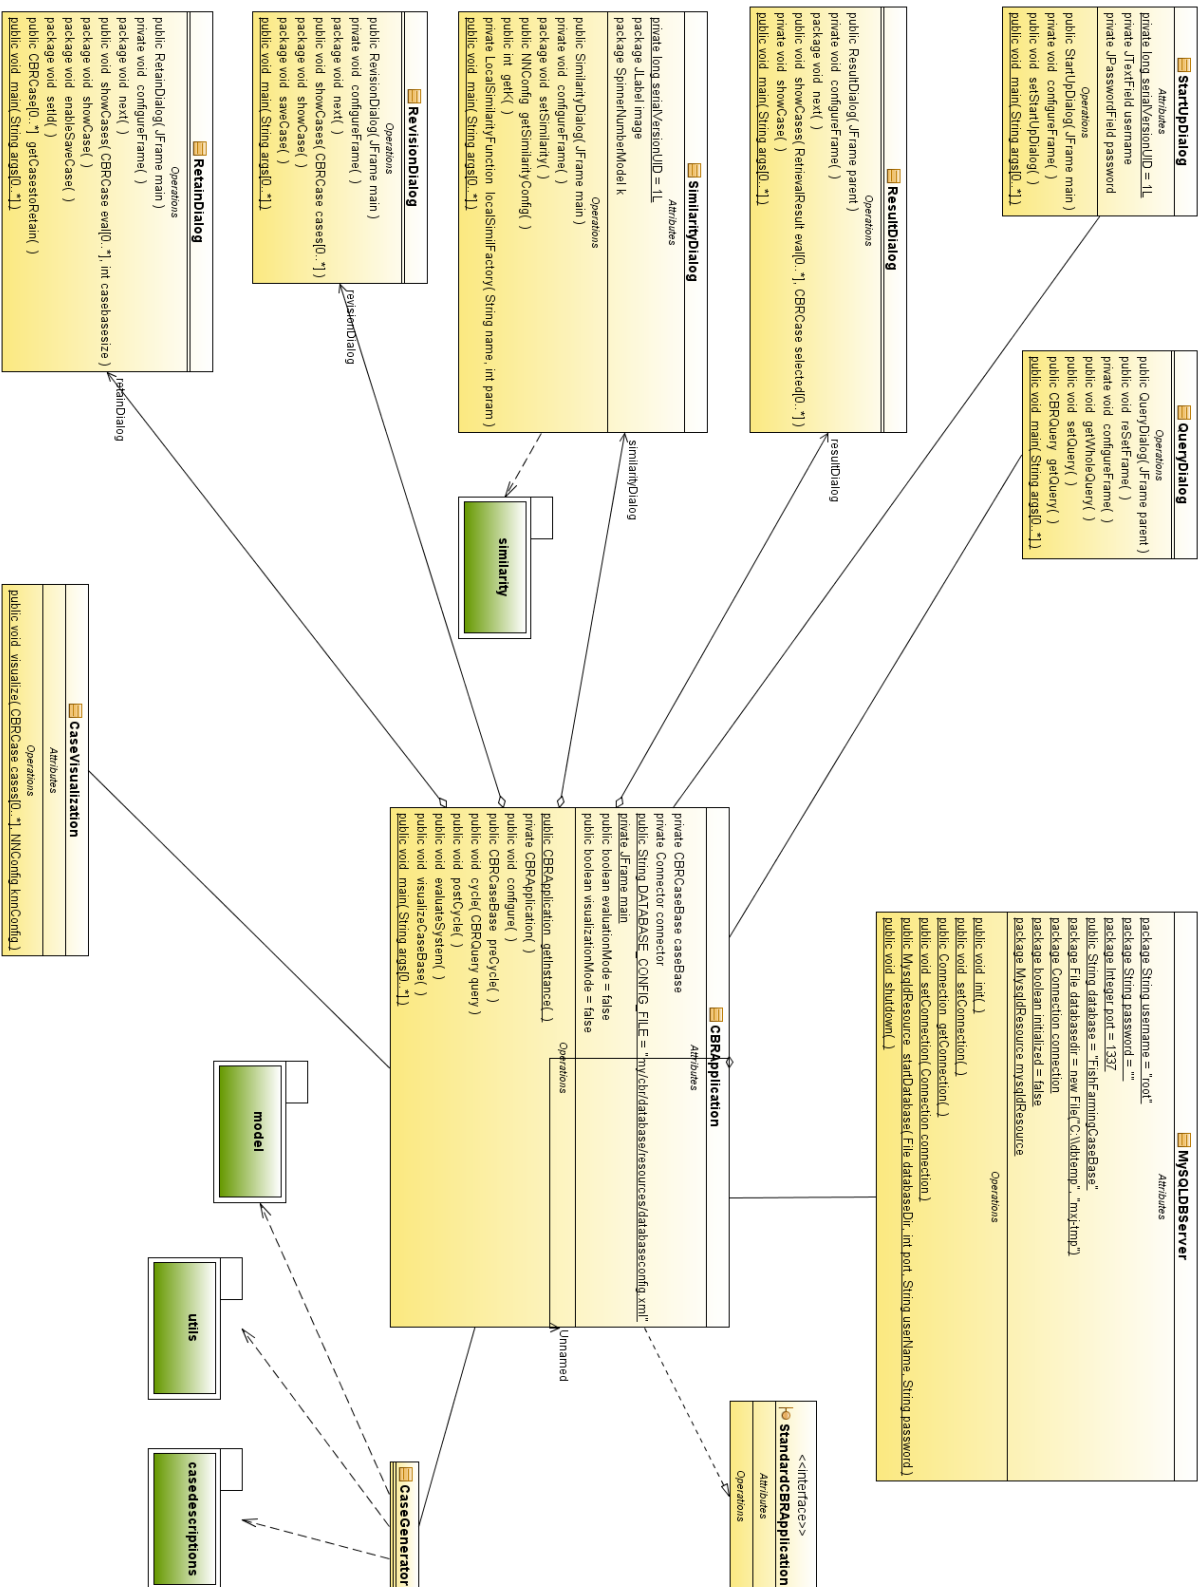 StartUpDialog
Attributes
private long serialVersionUID = 1L
private JTextField username
private JPasswordField password
Operations
public StartUpDialog( JFrame main )
private void configureFrame( )
public void setStartUpDialog( )
public void main( String args[0..*] )
QueryDialog
Operations
public QueryDialog( JFrame parent )
public void reSetFrame( )
private void configureFrame( )
public void getWholeQuery( )
public void setQuery( )
public CBRQuery getQuery( )
public void main( String args[0..*] )
MySQLDBServer
Attributes
package String username = "root"
package String password = ""
package Integer port = 1337
public String database = "FishFarmingCaseBase"
package File databasedir = new File("C:\\dbtemp", "mxj-tmp")
package Connection connection
package boolean initialized = false
package MysqldResource mysqldResource
Operations
public void init( )
public void setConnection( )
public Connection getConnection( )
public void setConnection( Connection connection )
public MysqldResource startDatabase( File databaseDir, int port, String userName, String password )
public void shutdown( )
ResultDialog
Operations
public ResultDialog( JFrame parent )
private void configureFrame( )
package void next( )
public void showCases( RetrievalResult eval[0..*], CBRCase selected[0..*] )
private void showCase( )
public void main( String args[0..*] )
resultDialog
SimilarityDialog
Attributes
private long serialVersionUID = 1L
package JLabel image
package SpinnerNumberModel k
Operations
public SimilarityDialog( JFrame main )
private void configureFrame( )
package void setSimilarity( )
public NNConfig getSimilarityConfig( )
public int getK( )
private LocalSimilarityFunction localSimilFactory( String name, int param )
public void main( String args[0..*] )
similarityDialog
similarity
CBRApplication
Attributes
private CBRCaseBase caseBase
private Connector connector
public String DATABASE_CONFIG_FILE = "my/cbr/database/resources/databaseconfig.xml"
private JFrame main
public boolean evaluationMode = false
public boolean visualizationMode = false
Operations
public CBRApplication getInstance( )
private CBRApplication( )
public void configure( )
public CBRCaseBase preCycle( )
public void cycle( CBRQuery query )
public void postCycle( )
public void evaluateSystem( )
public void visualizeCaseBase( )
public void main( String args[0..*] )
Unnamed
<<interface>>
StandardCBRApplication
Attributes
Operations
RevisionDialog
Operations
public RevisionDialog( JFrame main )
private void configureFrame( )
package void next( )
public void showCases( CBRCase cases[0..*] )
package void showCase( )
package void saveCase( )
public void main( String args[0..*] )
revisionDialog
RetainDialog
Operations
public RetainDialog( JFrame main )
private void configureFrame( )
package void next( )
public void showCases( CBRCase eval[0..*], int casebasesize )
package void showCase( )
package void enableSaveCase( )
package void setId( )
public CBRCase[0..*] getCasestoRetain( )
public void main( String args[0..*] )
retainDialog
CaseVisualization
Attributes
Operations
public void visualize( CBRCase cases[0..*], NNConfig knnConfig )
model
utils
casedescriptions
CaseGenerator